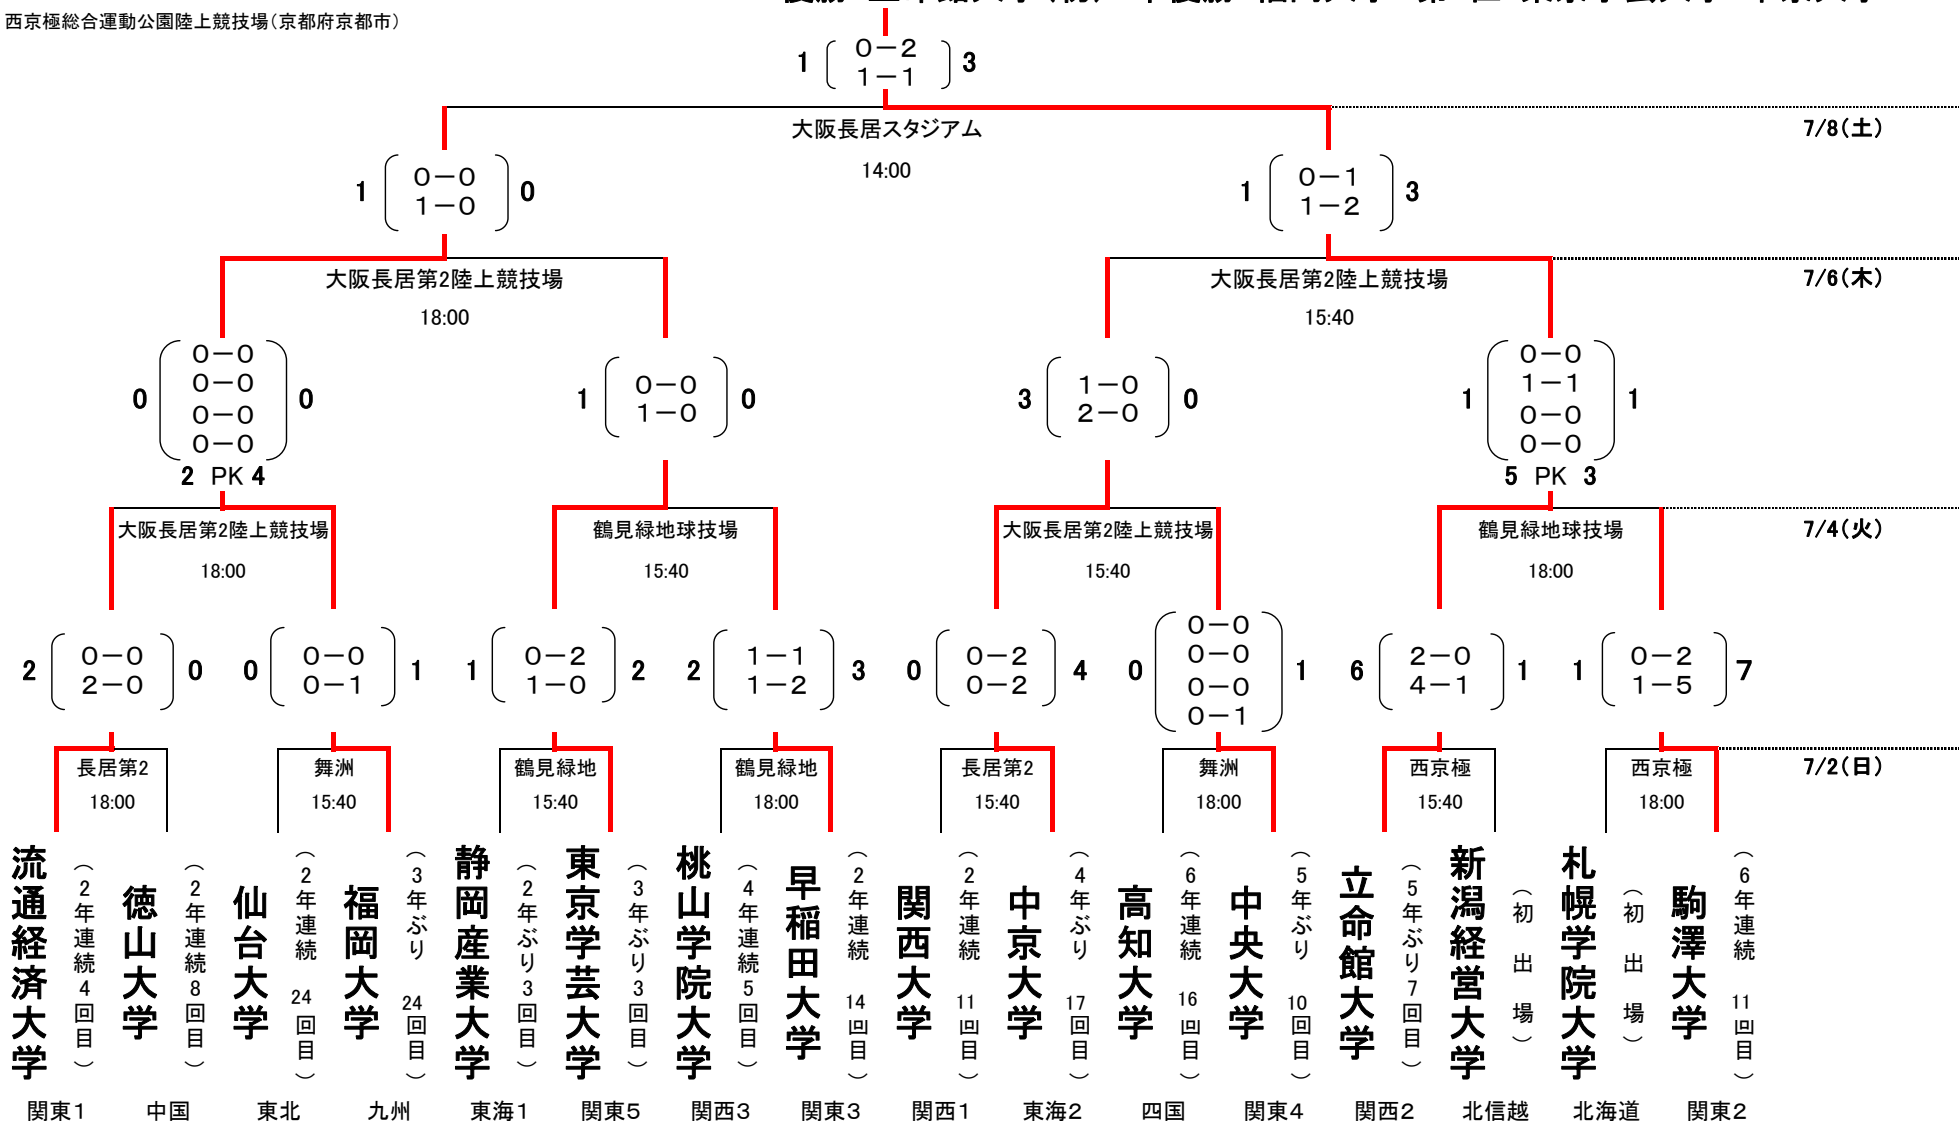 西京極総合運動公園陸上競技場（京都府京都市）
1 0－2 3
1－1
大阪長居スタジアム
7/8（土）
14:00
1 0－0 0
1－0
1 0－1 3
1－2
大阪長居第2陸上競技場
大阪長居第2陸上競技場
7/6（木）
18:00
15:40
0 0－0 0
0－0
0－0
0－0
2 PK 4
1 0－0 0
1－0
3 1－0 0
2－0
1 0－0 1
1－1
0－0
0－0
5 PK 3
大阪長居第2陸上競技場
鶴見緑地球技場
大阪長居第2陸上競技場
鶴見緑地球技場
7/4（火）
18:00
15:40
15:40
18:00
2 0－0 0
2－0
0 0－0 1
0－1
1 0－2 2
1－0
2 1－1 3
1－2
0 0－2 4
0－2
0 0－0 1
0－0
0－0
0－1
6 2－0 1
4－1
1 0－2 7
1－5
長居第2
舞洲
鶴見緑地
鶴見緑地
長居第2
舞洲
西京極
西京極
7/2（日）
18:00
15:40
15:40
18:00
15:40
18:00
15:40
18:00
流通経済大学
（2年連続4回目）
徳山大学
（2年連続8回目）
仙台大学
（2年連続 24回目）
福岡大学
（3年ぶり 24回目）
静岡産業大学
（2年ぶり3回目）
東京学芸大学
（3年ぶり3回目）
桃山学院大学
（4年連続5回目）
早稲田大学
（2年連続 14回目）
関西大学
（2年連続 11回目）
中京大学
（4年ぶり 17回目）
高知大学
（6年連続 16回目）
中央大学
（5年ぶり 10回目）
立命館大学
（5年ぶり7回目）
新潟経営大学
（初 出 場）
札幌学院大学
（初 出 場）
駒澤大学
（6年連続 11回目）
関東1
中国
東北
九州
東海1
関東5
関西3
関東3
関西1
東海2
四国
関東4
関西2
北信越
北海道
関東2